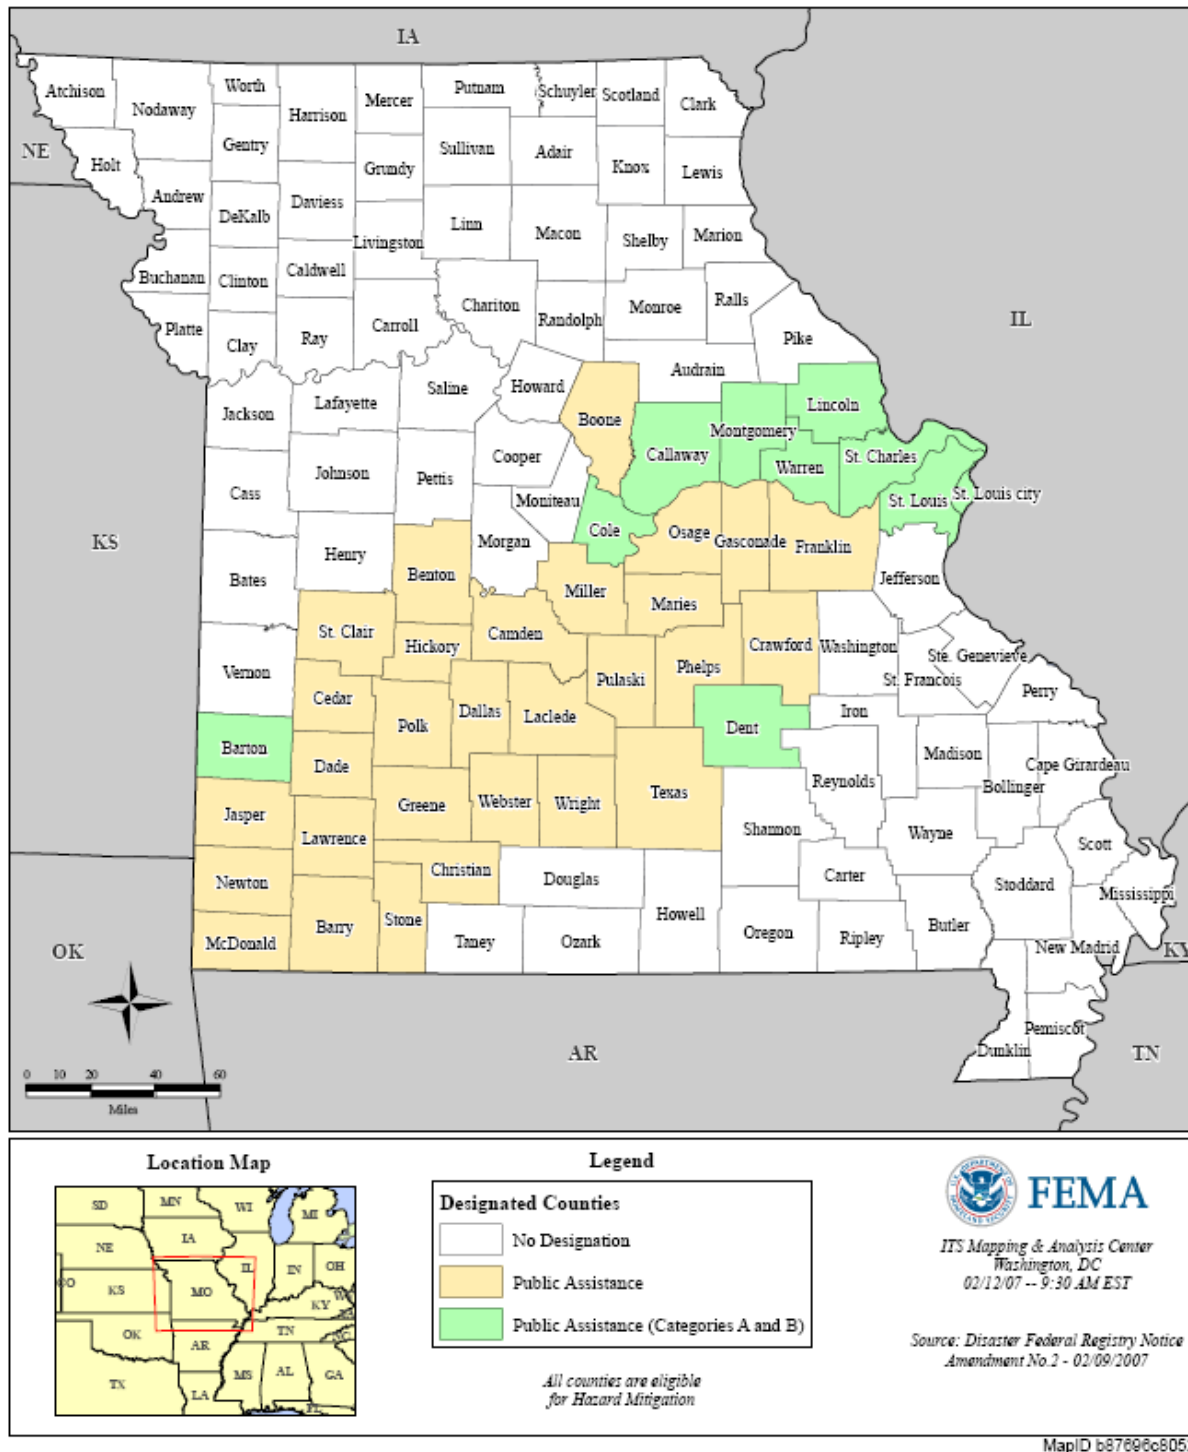 IA
Atchison
Nodaway
Worth
Harrison
Mercer
Putnam
Schuyler
Scotland
Clark
NE
Holt
Gentry
Grundy
Sullivan
Adair
Knox
Lewis
Andrew
DeKalb
Daviess
Livingston
Linn
Macon
Shelby
Marion
Buchanan
Clinton
Caldwell
Chariton
Randolph
Monroe
Ralls
IL
Platte
Clay
Ray
Carroll
Pike
Audrain
Jackson
Lafayette
Saline
Howard
Boone
Lincoln
Montgomery
Callaway
Warren
St. Charles
Cass
Johnson
Pettis
Cooper
Moniteau
St. Louis
St. Louis city
KS
Cole
Osage
Gasconade
Franklin
Bates
Henry
Benton
Morgan
Miller
Maries
Jefferson
St. Clair
Hickory
Camden
Crawford
Washington
Ste. Genevieve
Vernon
Pulaski
Phelps
St. Francois
Perry
Cedar
Polk
Dallas
Laclede
Dent
Iron
Barton
Dade
Madison
Cape Girardeau
Reynolds
Bollinger
Jasper
Lawrence
Greene
Webster
Wright
Texas
Shannon
Wayne
Scott
Newton
Christian
Douglas
Carter
Stoddard
Mississippi
McDonald
Barry
Stone
Taney
Ozark
Howell
Oregon
Ripley
Butler
New Madrid
OK
KY
AR
Dunklin
Pemiscot
TN
0 10 20 40 60
Miles
Location Map
SD
MN
WI
MI
NE
IA
IL
IN
OH
CO
KS
MO
KY
OK
AR
TN
NC
TX
LA
MS
AL
GA
FL
Legend
Designated Counties
No Designation
Public Assistance
Public Assistance (Categories A and B)
All counties are eligible
for Hazard Mitigation
FEMA
ITS Mapping & Analysis Center
Washington, DC
02/12/07 -- 9:30 AM EST
Source: Disaster Federal Registry Notice
Amendment No.2 - 02/09/2007
MapID b87696c805